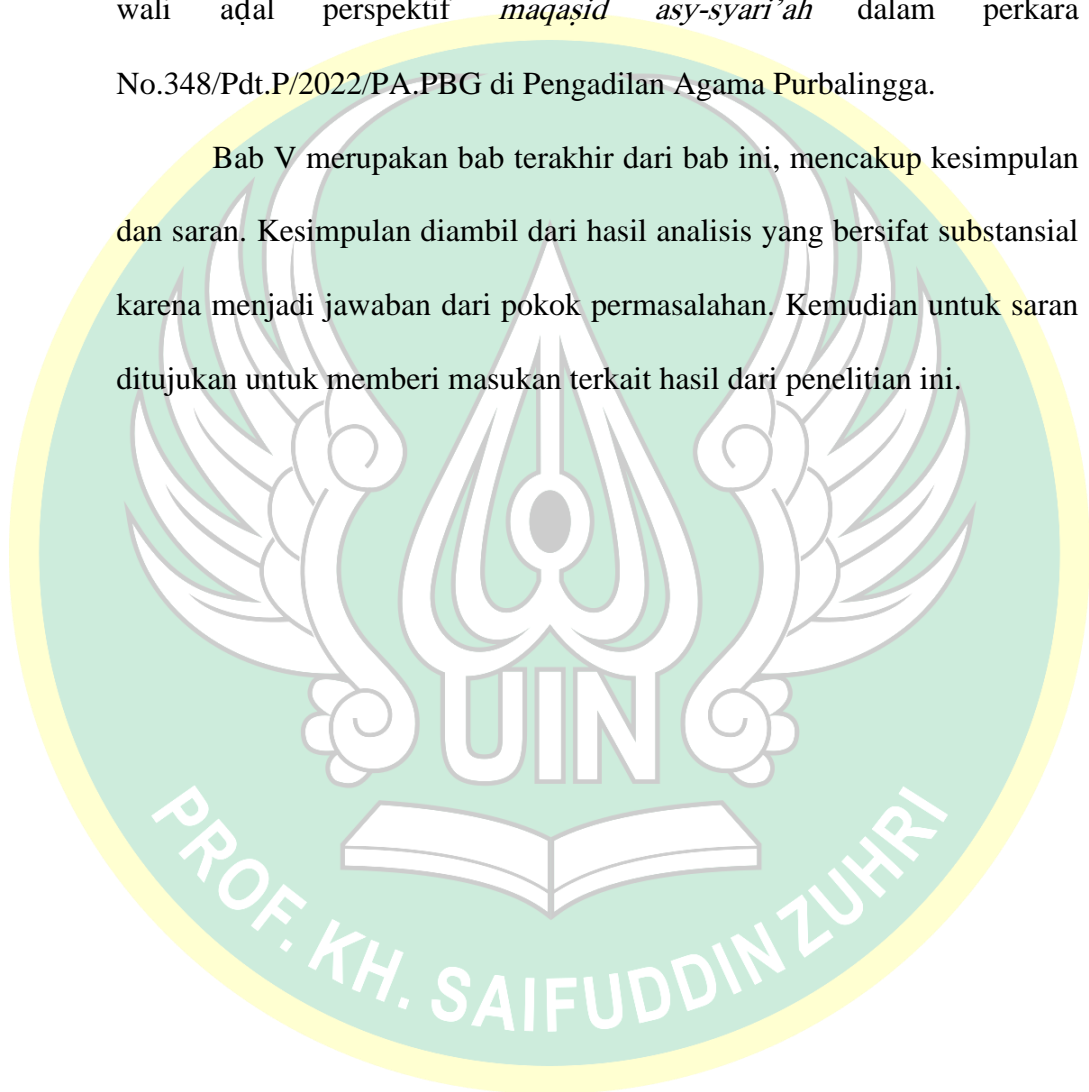 wali aḍal perspektif maqaṣid asy-syari’ah dalam perkara
No.348/Pdt.P/2022/PA.PBG di Pengadilan Agama Purbalingga.
Bab V merupakan bab terakhir dari bab ini, mencakup kesimpulan
dan saran. Kesimpulan diambil dari hasil analisis yang bersifat substansial
karena menjadi jawaban dari pokok permasalahan. Kemudian untuk saran
ditujukan untuk memberi masukan terkait hasil dari penelitian ini.
UIN
PROF. KH. SAIFUDDIN ZUHRI